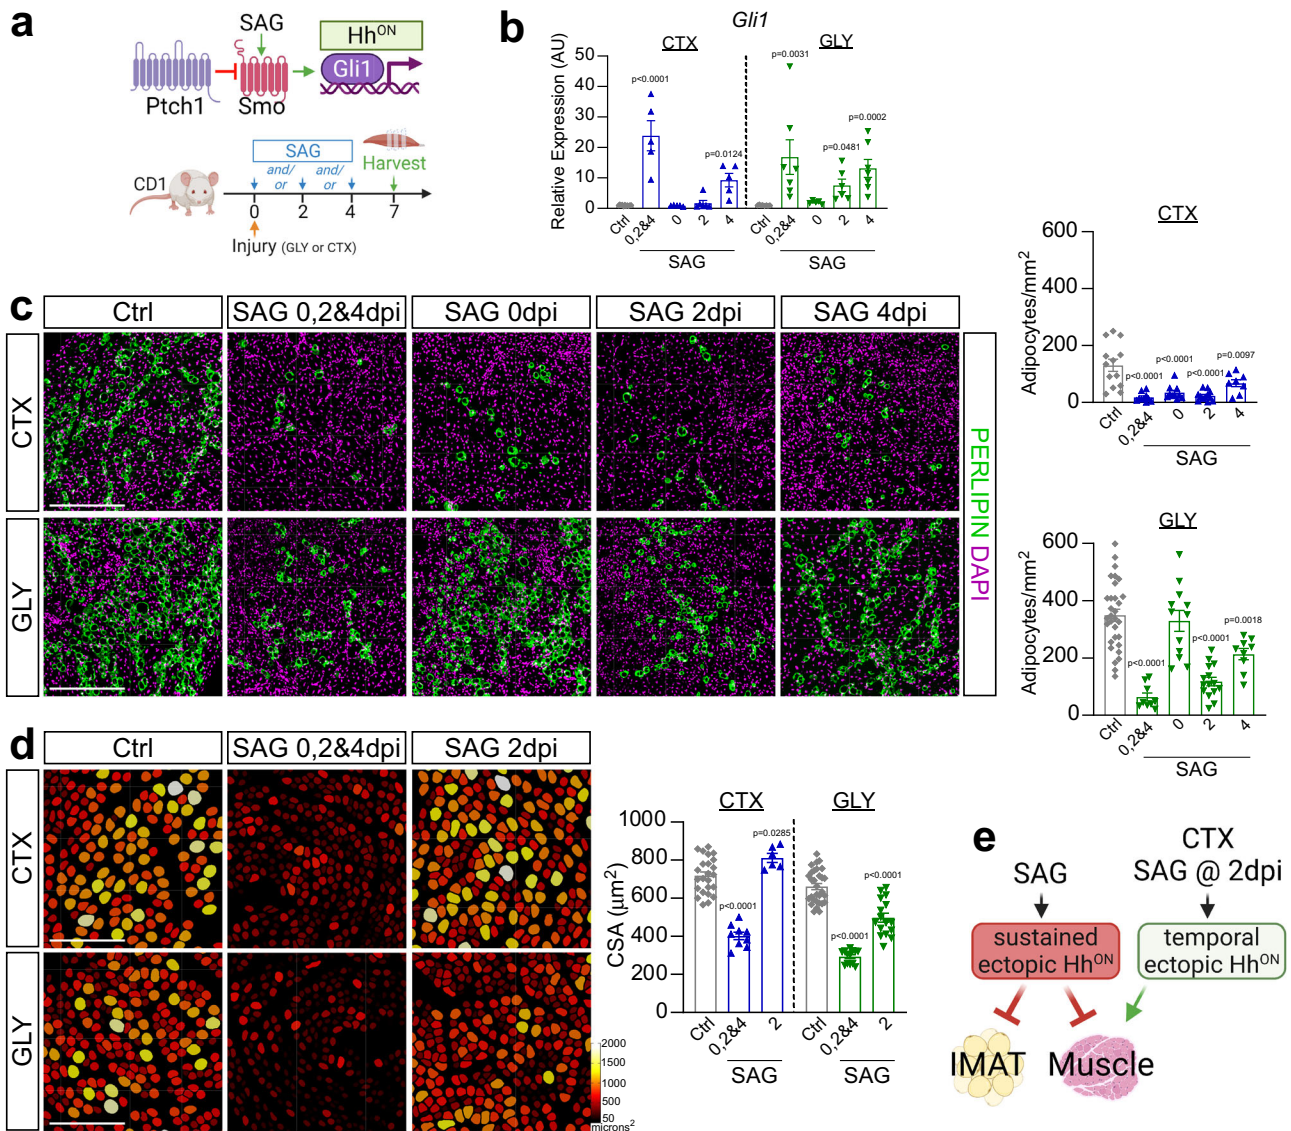 a
SAG
Hh^ON
Gli1
Ptch1
Smo
SAG
and/
or
and/
or
Harvest
CD1
0
2
4
7
Injury (GLY or CTX)
b
Gli1
CTX
GLY
Relative Expression (AU)
50
40
30
20
10
0
p<0.0001
p=0.0124
p=0.0031
p=0.0481
p=0.0002
Ctrl
0,2&4
0
2
4
Ctrl
0,2&4
0
2
4
SAG
SAG
c
Ctrl
SAG 0,2&4dpi
SAG 0dpi
SAG 2dpi
SAG 4dpi
CTX
GLY
PERLIPIN DAPI
CTX
Adipocytes/mm²
600
400
200
0
p<0.0001
p<0.0001
p<0.0001
p=0.0097
Ctrl
0,2&4
0
2
4
SAG
GLY
Adipocytes/mm²
600
400
200
0
p<0.0001
p<0.0001
p=0.0018
Ctrl
0,2&4
0
2
4
SAG
d
Ctrl
SAG 0,2&4dpi
SAG 2dpi
CTX
GLY
2000
1500
1000
500
50
microns²
CTX
GLY
CSA (µm²)
1000
800
600
400
200
0
p<0.0001
p=0.0285
p<0.0001
p<0.0001
Ctrl
0,2&4
2
Ctrl
0,2&4
2
SAG
SAG
e
SAG
CTX
SAG @ 2dpi
sustained
ectopic Hh^ON
temporal
ectopic Hh^ON
IMAT
Muscle